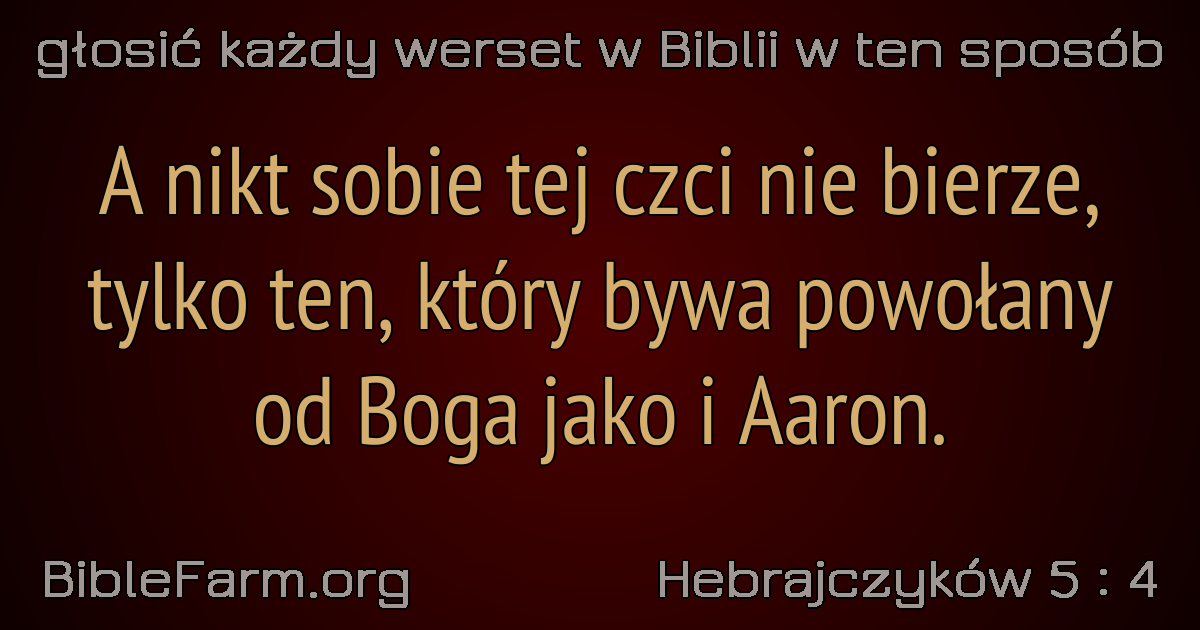 głosić każdy werset w Biblii w ten sposób
A nikt sobie tej czci nie bierze,
tylko ten, który bywa powołany
od Boga jako i Aaron.
BibleFarm.org
Hebrajczyków 5 : 4